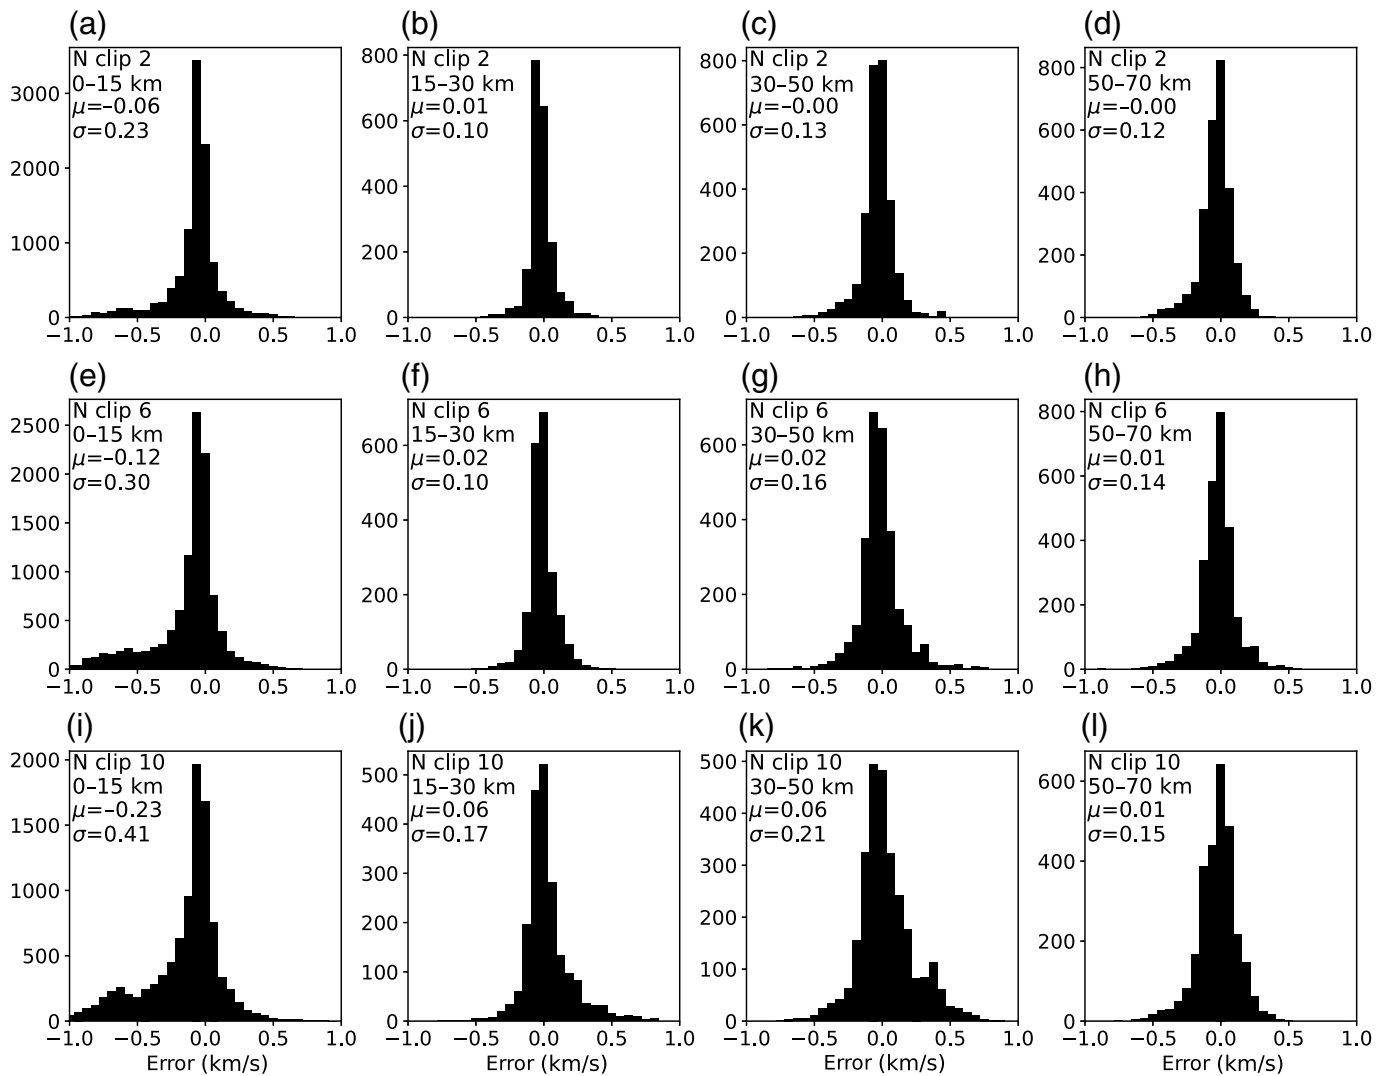 (a)
N clip 2
0–15 km
μ=−0.06
σ=0.23
3000
2000
1000
0
−1.0 −0.5 0.0 0.5 1.0
(b)
N clip 2
15–30 km
μ=0.01
σ=0.10
800
600
400
200
0
−1.0 −0.5 0.0 0.5 1.0
(c)
N clip 2
30–50 km
μ=−0.00
σ=0.13
800
600
400
200
0
−1.0 −0.5 0.0 0.5 1.0
(d)
N clip 2
50–70 km
μ=−0.00
σ=0.12
800
600
400
200
0
−1.0 −0.5 0.0 0.5 1.0
(e)
N clip 6
0–15 km
μ=−0.12
σ=0.30
2500
2000
1500
1000
500
0
−1.0 −0.5 0.0 0.5 1.0
(f)
N clip 6
15–30 km
μ=0.02
σ=0.10
600
400
200
0
−1.0 −0.5 0.0 0.5 1.0
(g)
N clip 6
30–50 km
μ=0.02
σ=0.16
600
400
200
0
−1.0 −0.5 0.0 0.5 1.0
(h)
N clip 6
50–70 km
μ=0.01
σ=0.14
800
600
400
200
0
−1.0 −0.5 0.0 0.5 1.0
(i)
N clip 10
0–15 km
μ=−0.23
σ=0.41
2000
1500
1000
500
0
−1.0 −0.5 0.0 0.5 1.0
Error (km/s)
(j)
N clip 10
15–30 km
μ=0.06
σ=0.17
500
400
300
200
100
0
−1.0 −0.5 0.0 0.5 1.0
Error (km/s)
(k)
N clip 10
30–50 km
μ=0.06
σ=0.21
500
400
300
200
100
0
−1.0 −0.5 0.0 0.5 1.0
Error (km/s)
(l)
N clip 10
50–70 km
μ=0.01
σ=0.15
600
400
200
0
−1.0 −0.5 0.0 0.5 1.0
Error (km/s)